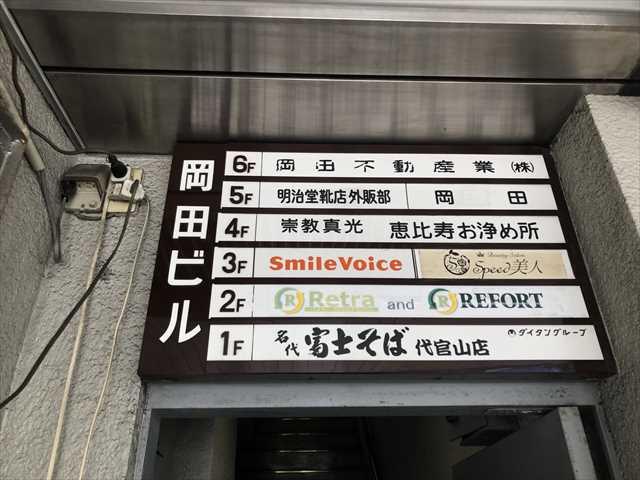 岡田ビル
6F 岡田不動産業(株)
5F 明治堂靴店外販部 岡田
4F 崇教真光 恵比寿お浄め所
3F SmileVoice Beauty Salon Speed美人
2F R Retra and R REFORT
1F 名代 富士そば 代官山店 ダイタングループ